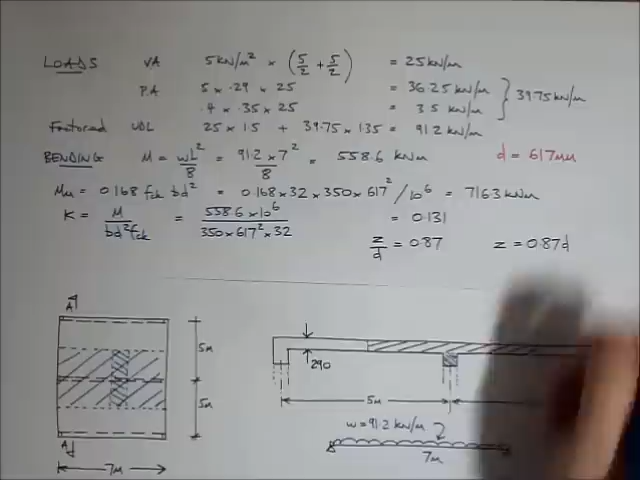 LOADS VA 5kN/m² × (5/2 + 5/2) = 25kN/m
P.A 5 × .29 × 25 = 36.25 kN/m } 39.75kN/m
.4 × .35 × 25 = 3.5 kN/m
Factored UDL 25 × 1.5 + 39.75 × 1.35 = 91.2 kN/m
BENDING M = wL²/8 = 91.2 × 7²/8 = 558.6 kNm d = 617mm
Mu = 0.168 fck bd² = 0.168 × 32 × 350 × 617² / 10⁶ = 716.3 kNm
K = M/bd²fck = 558.6 × 10⁶/350 × 617² × 32 = 0.131
z/d = 0.87 z = 0.87d
A
5M
290
5M
5M
w = 91.2 kN/m
A
7M
7M